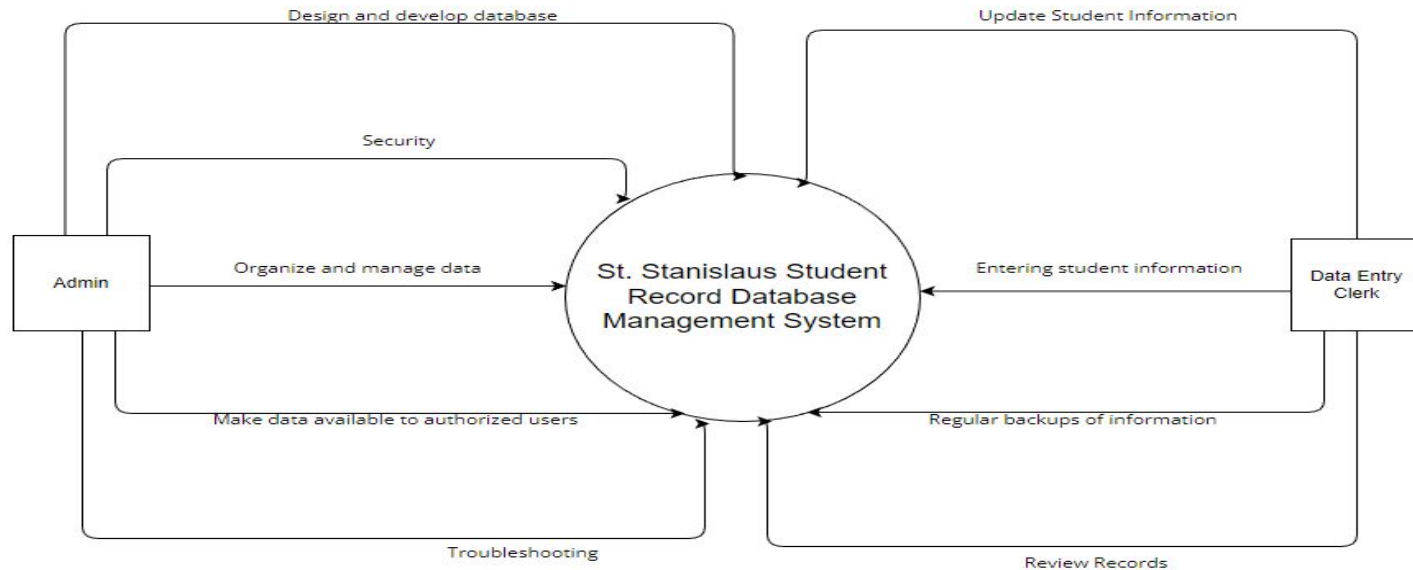 Design and develop database
Update Student Information
Security
Organize and manage data
Entering student information
Admin
St. Stanislaus Student
Record Database
Management System
Data Entry
Clerk
Make data available to authorized users
Regular backups of information
Troubleshooting
Review Records